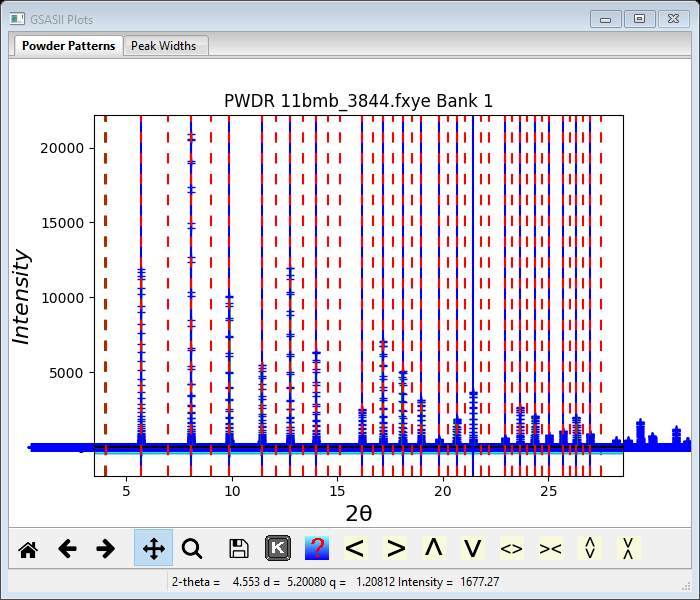 GSASII Plots
Powder Patterns Peak Widths
PWDR 11bmb_3844.fxye Bank 1
20000
15000
10000
5000
Intensity
5 10 15 20 25
2θ
K ? < > Λ V <> ><
2-theta = 4.553 d = 5.20080 q = 1.20812 Intensity = 1677.27